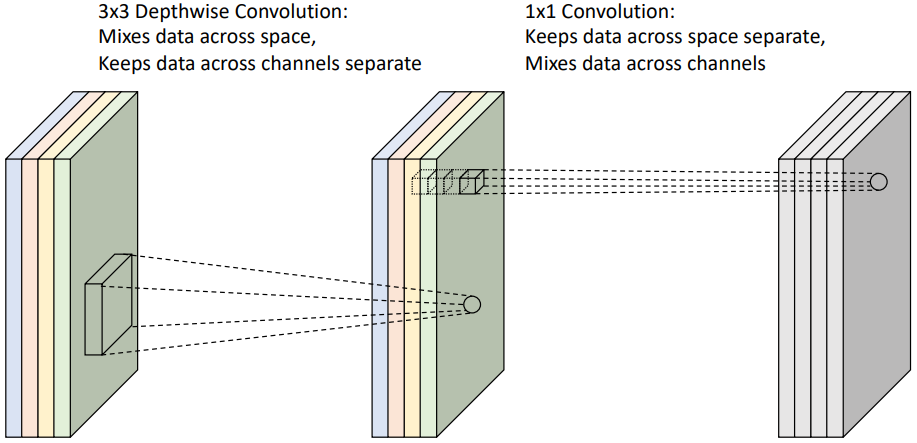 3x3 Depthwise Convolution:
Mixes data across space,
Keeps data across channels separate
1x1 Convolution:
Keeps data across space separate,
Mixes data across channels